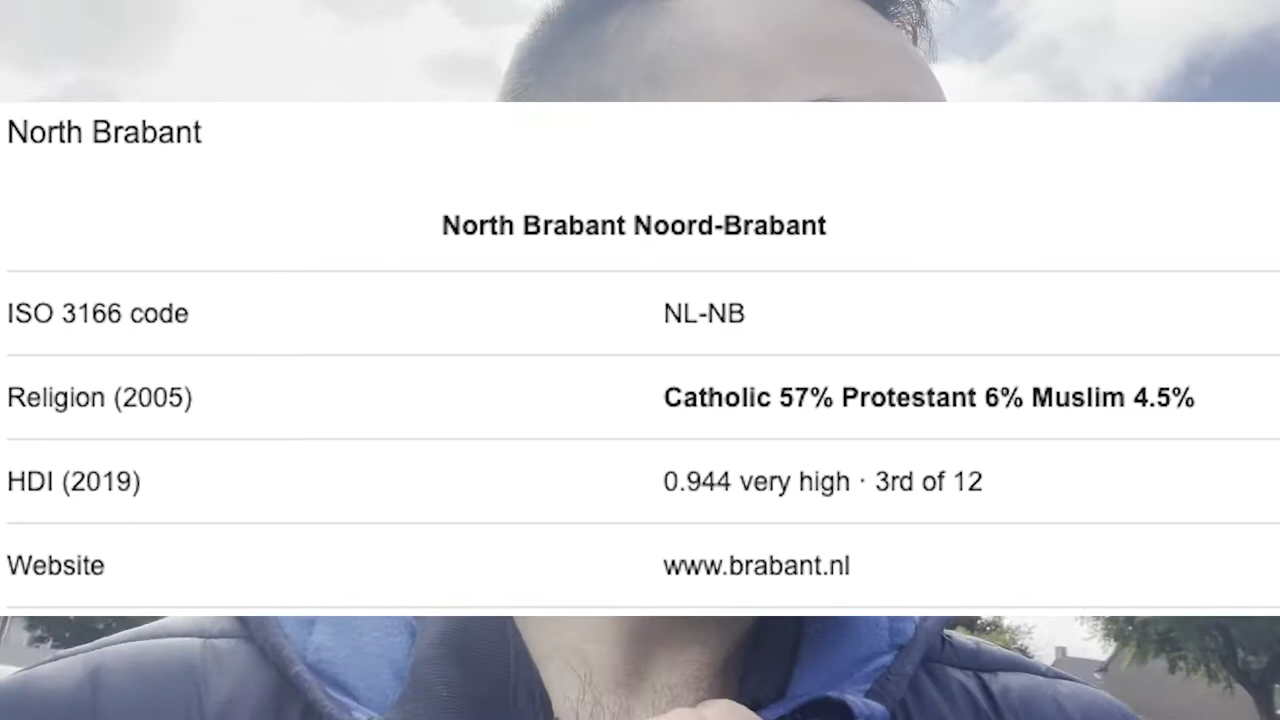 North Brabant
North Brabant Noord-Brabant
ISO 3166 code NL-NB
Religion (2005) Catholic 57% Protestant 6% Muslim 4.5%
HDI (2019) 0.944 very high · 3rd of 12
Website www.brabant.nl